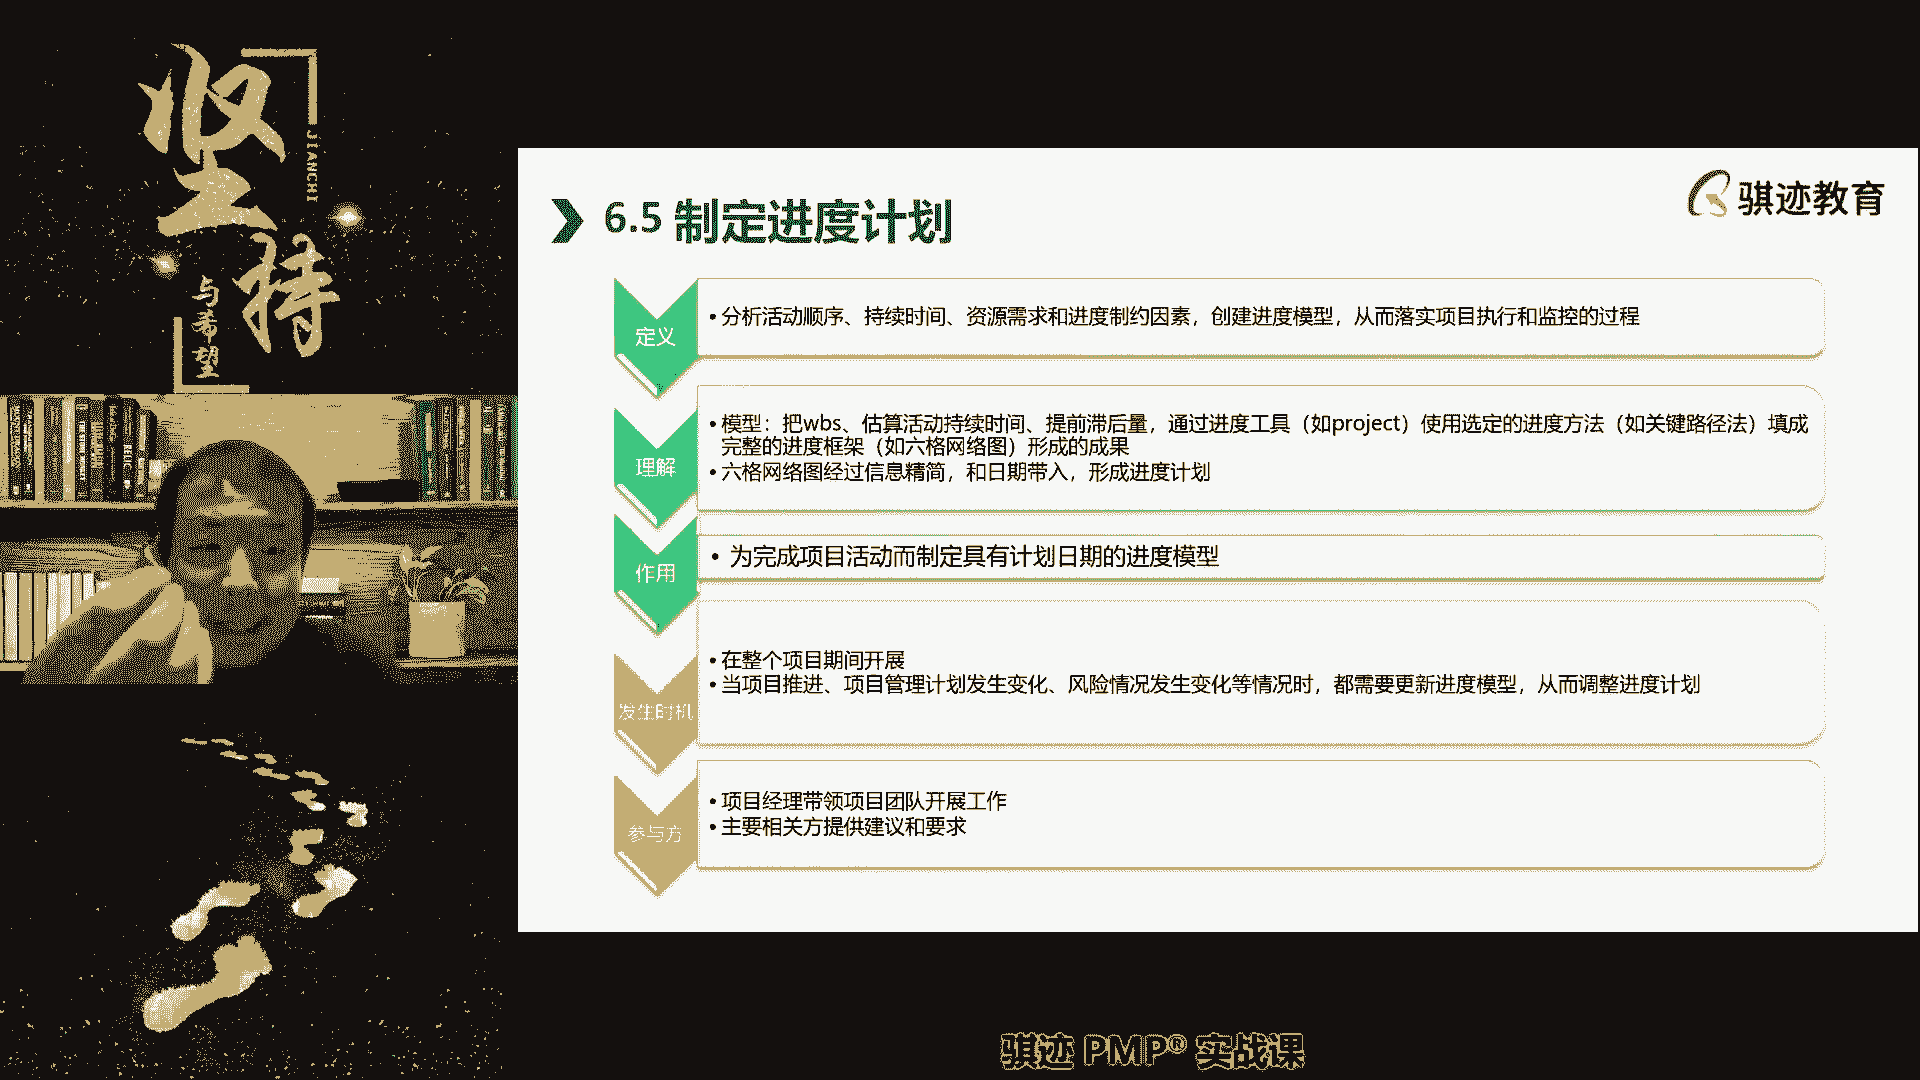 坚持
JIANCHI
与希望
骐迹教育
6.5 制定进度计划
定义
•分析活动顺序、持续时间、资源需求和进度制约因素，创建进度模型，从而落实项目执行和监控的过程
理解
•模型：把wbs、估算活动持续时间、提前滞后量，通过进度工具（如project）使用选定的进度方法（如关键路径法）填成
完整的进度框架（如六格网络图）形成的成果
•六格网络图经过信息精简，和日期带入，形成进度计划
作用
• 为完成项目活动而制定具有计划日期的进度模型
发生时机
•在整个项目期间开展
•当项目推进、项目管理计划发生变化、风险情况发生变化等情况时，都需要更新进度模型，从而调整进度计划
参与方
•项目经理带领项目团队开展工作
•主要相关方提供建议和要求
骐迹 PMP® 实战课